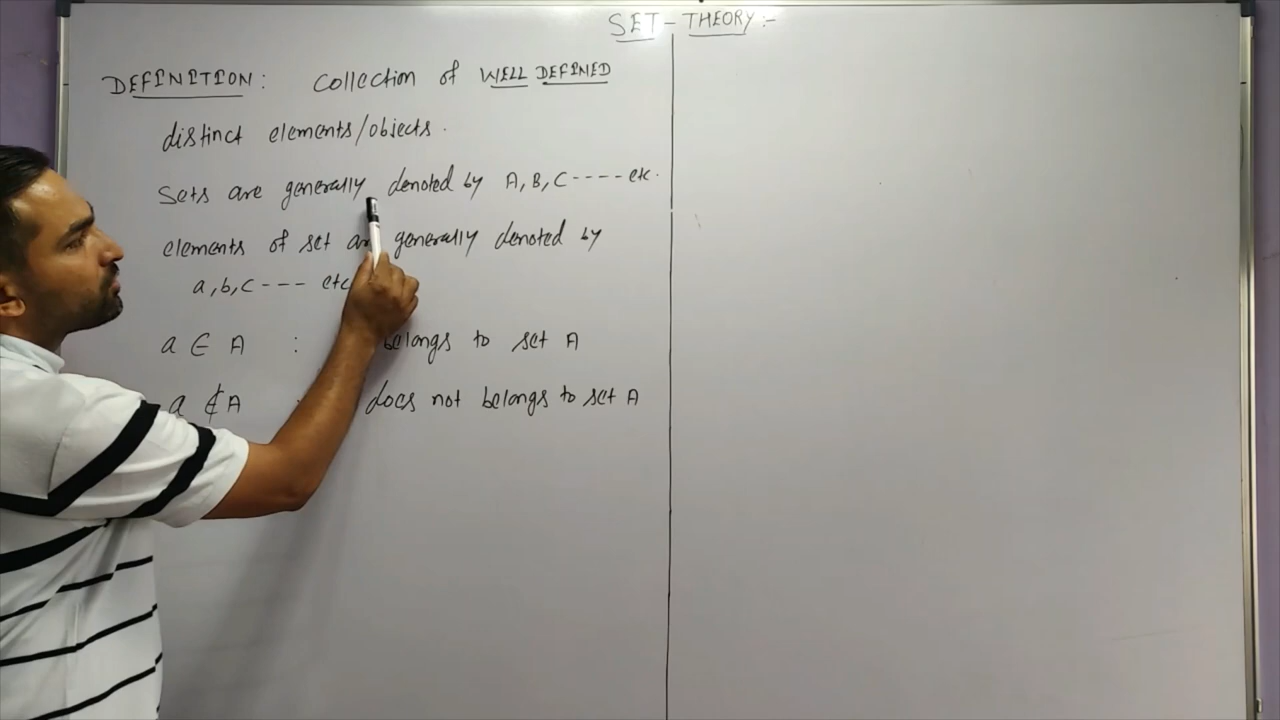 SET - THEORY :-
DEFINITION : Collection of WELL DEFINED
distinct elements/objects.
Sets are generally denoted by A, B, C ---- etc.
elements of set generally denoted by
a, b, c --- etc
a ∈ A : belongs to set A
a ∉ A : does not belongs to set A